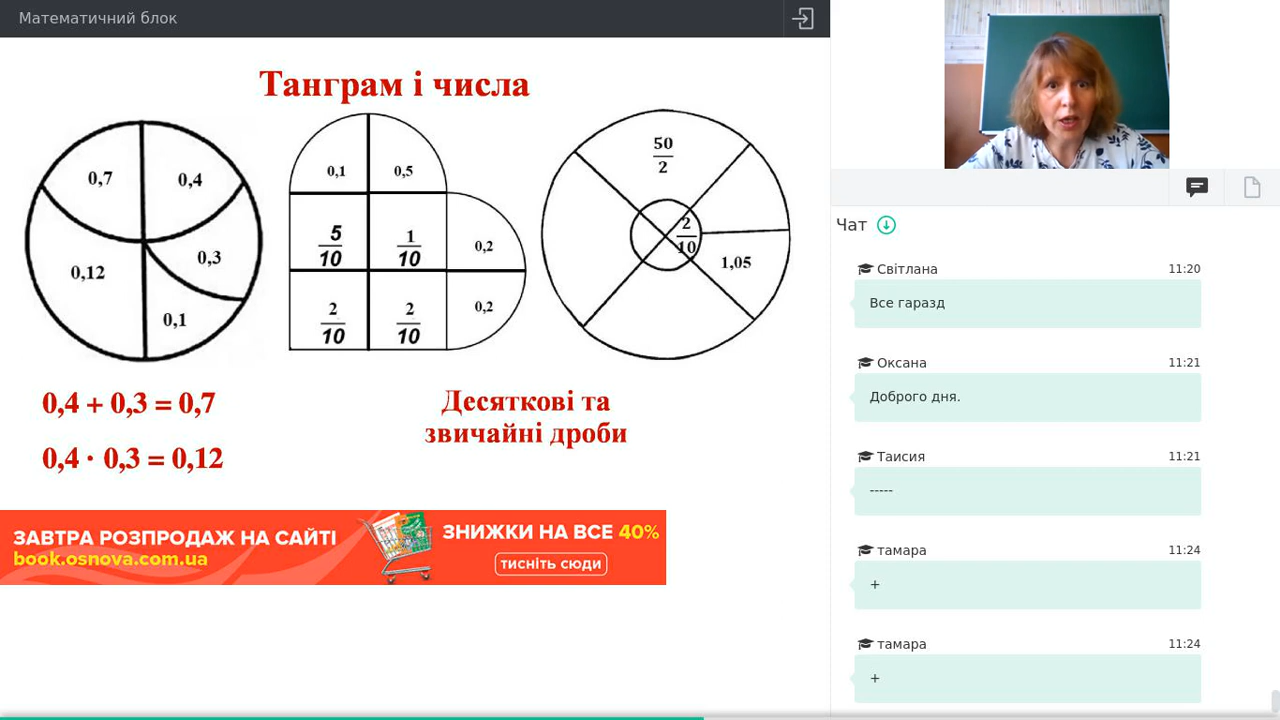 Математичний блок
Танграм і числа
0,7
0,4
0,12
0,3
0,1
0,1
0,5
5
10
1
10
0,2
2
10
2
10
0,2
50
2
2
10
1,05
0,4 + 0,3 = 0,7
0,4 · 0,3 = 0,12
Десяткові та
звичайні дроби
ЗАВТРА РОЗПРОДАЖ НА САЙТІ
book.osnova.com.ua
ЗНИЖКИ НА ВСЕ 40%
тисніть сюди
Чат
Світлана 11:20
Все гаразд
Оксана 11:21
Доброго дня.
Таисия 11:21
-----
тамара 11:24
+
тамара 11:24
+